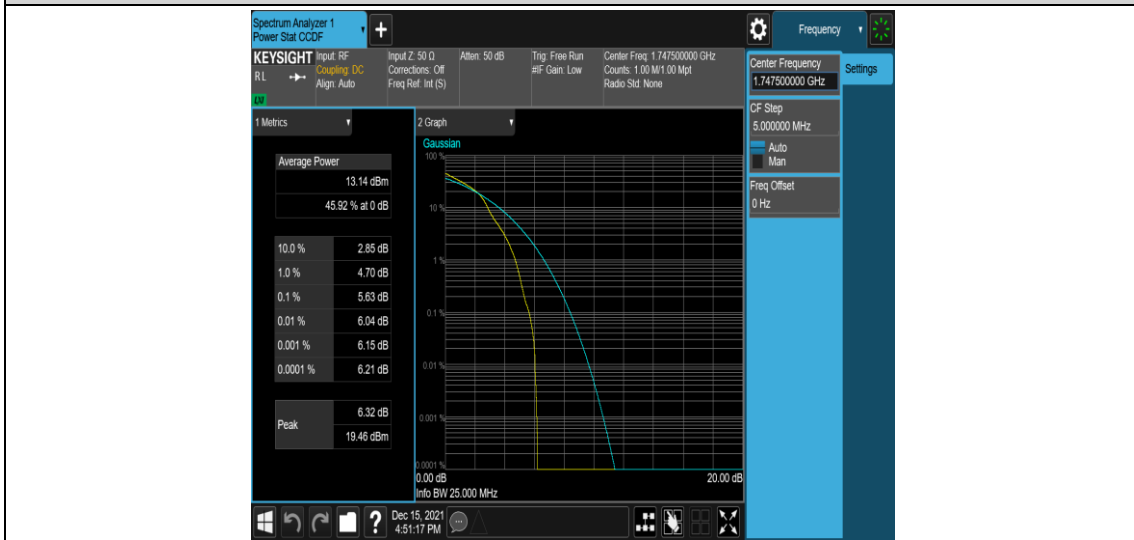 Spectrum Analyzer 1
Power Stat CCDF
+
Frequency
KEYSIGHT
RL
LXI
Input: RF
Coupling: DC
Align: Auto
Input Z: 50 Ω
Corrections: Off
Freq Ref: Int (S)
Atten: 50 dB
Trig: Free Run
#IF Gain: Low
Center Freq: 1.747500000 GHz
Counts: 1.00 M/1.00 Mpt
Radio Std: None
Center Frequency
1.747500000 GHz
Settings
CF Step
5.000000 MHz
Auto
Man
Freq Offset
0 Hz
1 Metrics
Average Power
13.14 dBm
45.92 % at 0 dB
10.0 % 2.85 dB
1.0 % 4.70 dB
0.1 % 5.63 dB
0.01 % 6.04 dB
0.001 % 6.15 dB
0.0001 % 6.21 dB
Peak
6.32 dB
19.46 dBm
2 Graph
Gaussian
100 %
10 %
1 %
0.1 %
0.01 %
0.001 %
0.0001 %
0.00 dB 20.00 dB
Info BW 25.000 MHz
?
Dec 15, 2021
4:51:17 PM